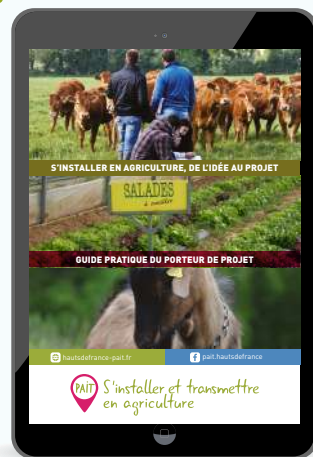 S'INSTALLER EN AGRICULTURE, DE L'IDÉE AU PROJET
SALADES
à consommer
GUIDE PRATIQUE DU PORTEUR DE PROJET
hautsdefrance-pait.fr
pait.hautsdefrance
PAIT
S'installer et transmettre
en agriculture